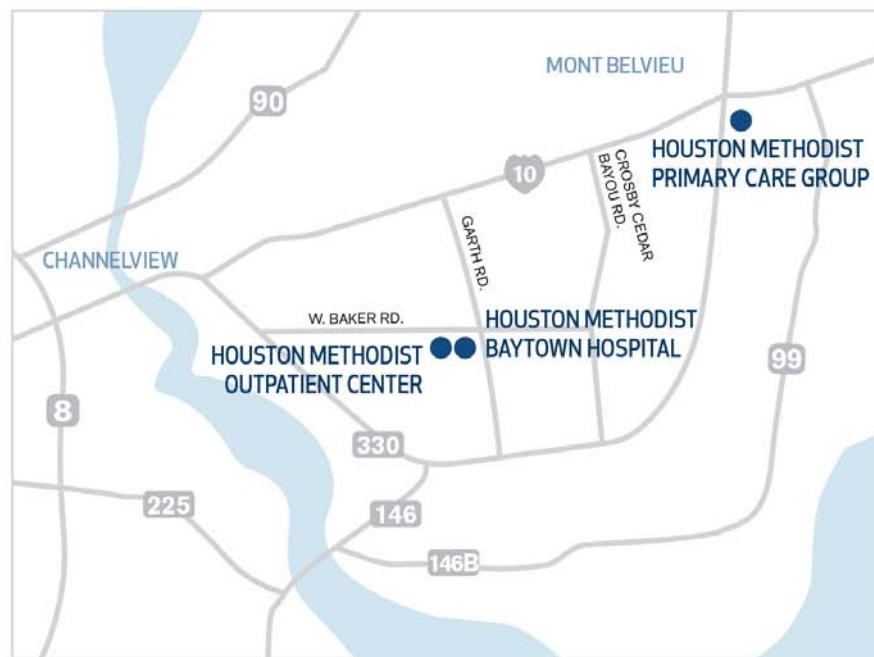 MONT BELVIEU
90
HOUSTON METHODIST
PRIMARY CARE GROUP
10
CROSBY CEDAR
BAYOU RD.
GARTH RD.
CHANNELVIEW
W. BAKER RD.
HOUSTON METHODIST
BAYTOWN HOSPITAL
HOUSTON METHODIST
OUTPATIENT CENTER
99
8
330
225
146
146B